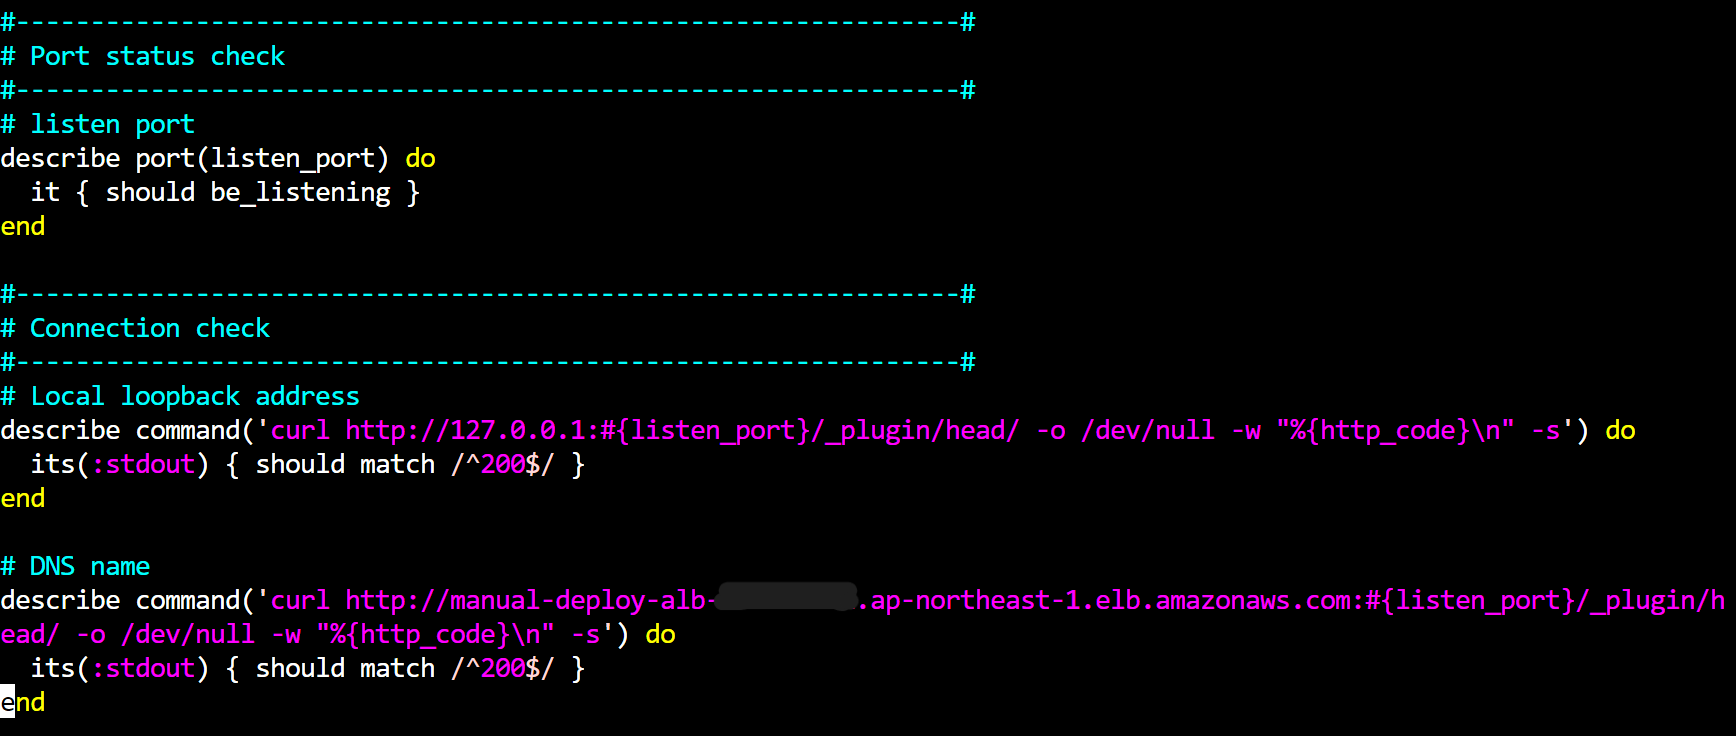 #---------------------------------------------------------------#
# Port status check
#---------------------------------------------------------------#
# listen port
describe port(listen_port) do
  it { should be_listening }
end

#---------------------------------------------------------------#
# Connection check
#---------------------------------------------------------------#
# Local loopback address
describe command('curl http://127.0.0.1:#{listen_port}/_plugin/head/ -o /dev/null -w "%{http_code}\n" -s') do
  its(:stdout) { should match /^200$/ }
end

# DNS name
describe command('curl http://manual-deploy-alb-.ap-northeast-1.elb.amazonaws.com:#{listen_port}/_plugin/h
ead/ -o /dev/null -w "%{http_code}\n" -s') do
  its(:stdout) { should match /^200$/ }
end